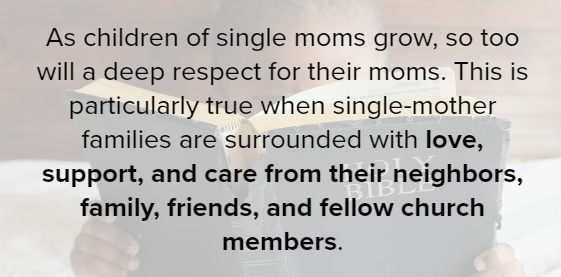 As children of single moms grow, so too
will a deep respect for their moms. This is
particularly true when single-mother
families are surrounded with love,
support, and care from their neighbors,
family, friends, and fellow church
members.
HOLY
BIBLE